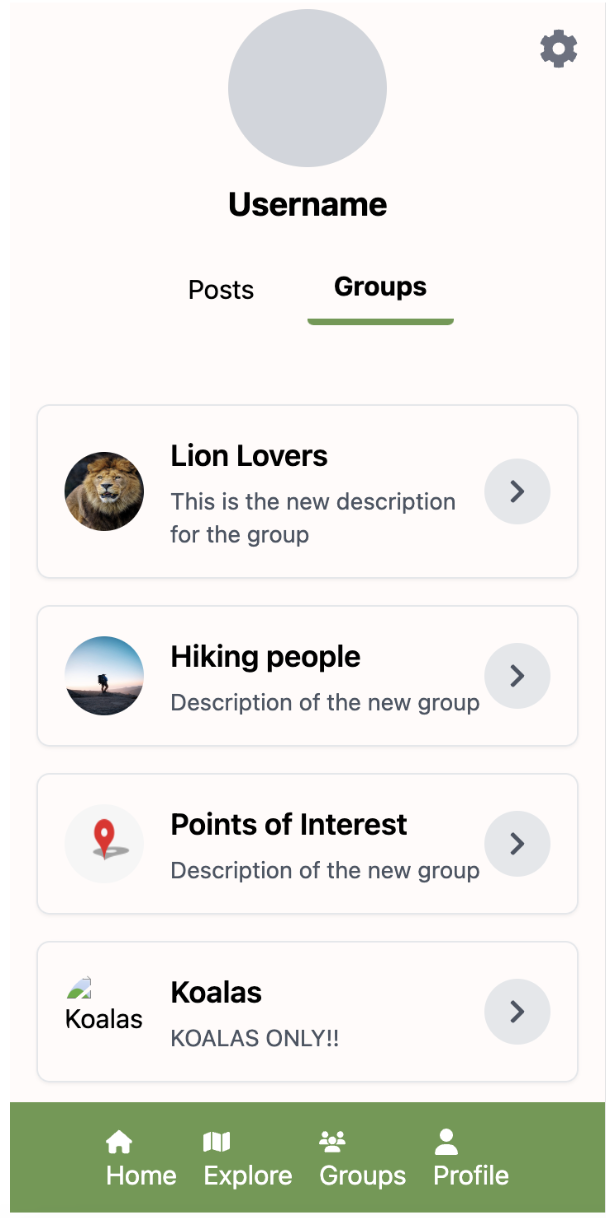 Username
Posts Groups
Lion Lovers
This is the new description
for the group
Hiking people
Description of the new group
Points of Interest
Description of the new group
Koalas
Koalas
KOALAS ONLY!!
Home Explore Groups Profile